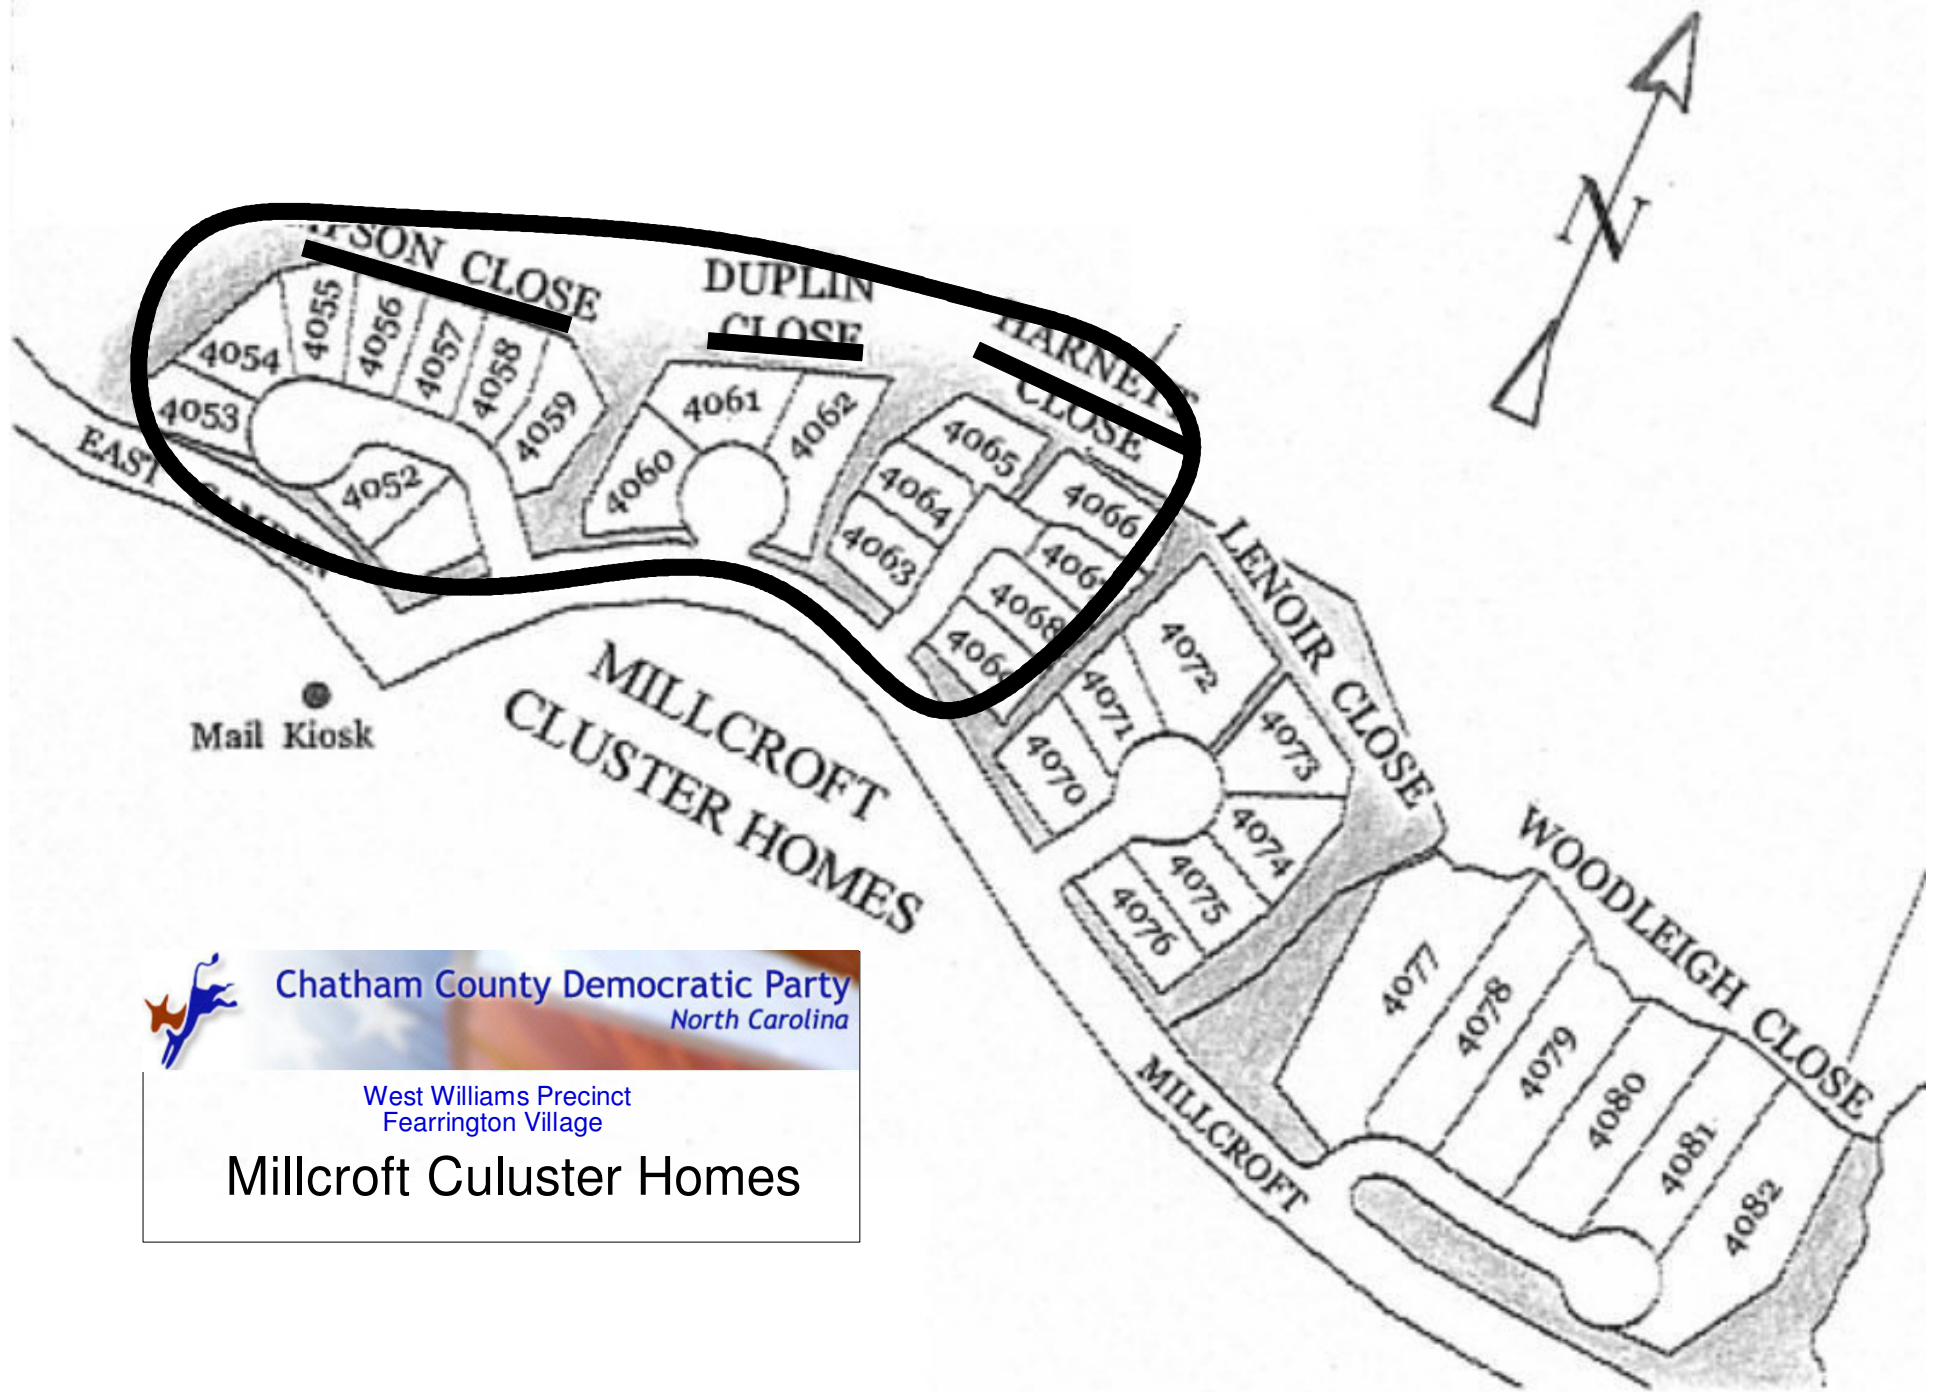 N
CLOSE
DUPLIN
CLOSE
HARNETT
CLOSE
4055
4056
4057
4058
4059
4054
4053
4052
4061
4062
4060
4065
4064
4063
4066
4068
EAST
LENOIR CLOSE
4072
4071
4070
4073
4074
4075
4076
Mail Kiosk
MILLCROFT
CLUSTER HOMES
WOODLEIGH CLOSE
4077
4078
4079
4080
4081
4082
MILLCROFT
Chatham County Democratic Party
North Carolina
West Williams Precinct
Fearrington Village
Millcroft Culuster Homes